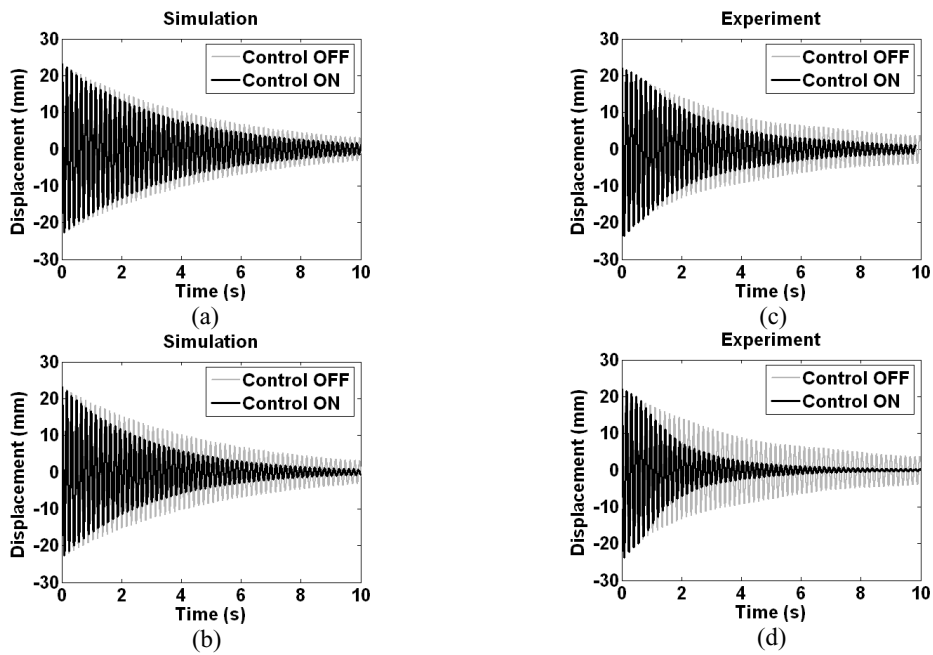 Simulation
30
20
10
0
-10
-20
-30
Displacement (mm)
Control OFF
Control ON
0 2 4 6 8 10
Time (s)
(a)
Experiment
30
20
10
0
-10
-20
-30
Displacement (mm)
Control OFF
Control ON
0 2 4 6 8 10
Time (s)
(c)
Simulation
30
20
10
0
-10
-20
-30
Displacement (mm)
Control OFF
Control ON
0 2 4 6 8 10
Time (s)
(b)
Experiment
30
20
10
0
-10
-20
-30
Displacement (mm)
Control OFF
Control ON
0 2 4 6 8 10
Time (s)
(d)